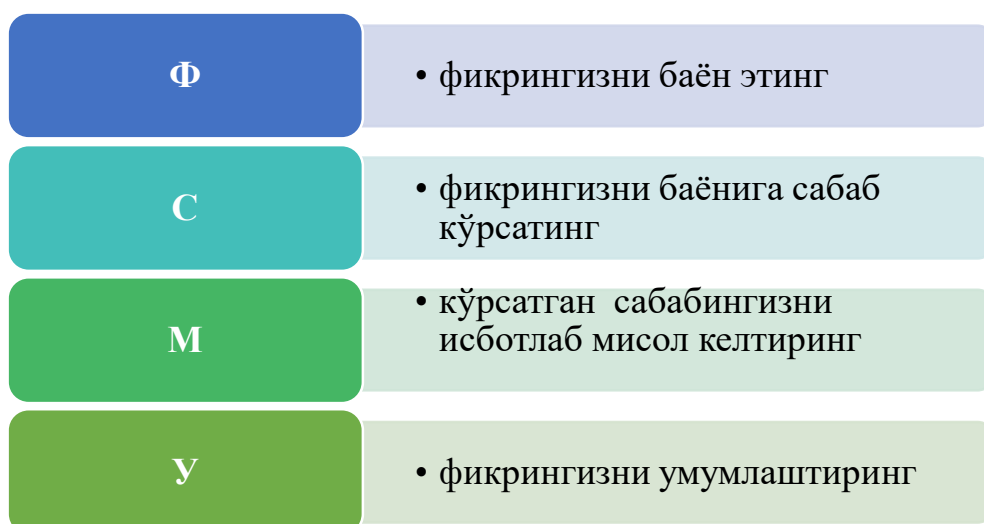 Ф
• фикрингизни баён этинг
С
• фикрингизни баёнига сабаб
кўрсатинг
М
• кўрсатган сабабингизни
исботлаб мисол келтиринг
У
• фикрингизни умумлаштиринг